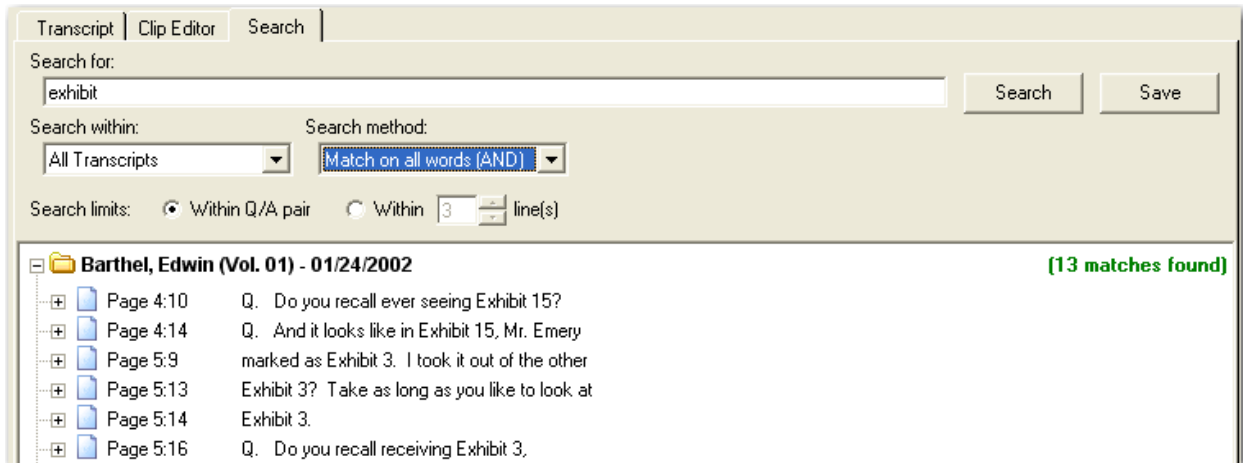 Transcript Clip Editor Search
Search for:
exhibit Search Save
Search within: Search method:
All Transcripts Match on all words (AND)
Search limits: Within Q/A pair Within 3 line(s)
Barthel, Edwin (Vol. 01) - 01/24/2002 (13 matches found)
Page 4:10 Q. Do you recall ever seeing Exhibit 15?
Page 4:14 Q. And it looks like in Exhibit 15, Mr. Emery
Page 5:9 marked as Exhibit 3. I took it out of the other
Page 5:13 Exhibit 3? Take as long as you like to look at
Page 5:14 Exhibit 3.
Page 5:16 Q. Do you recall receiving Exhibit 3,